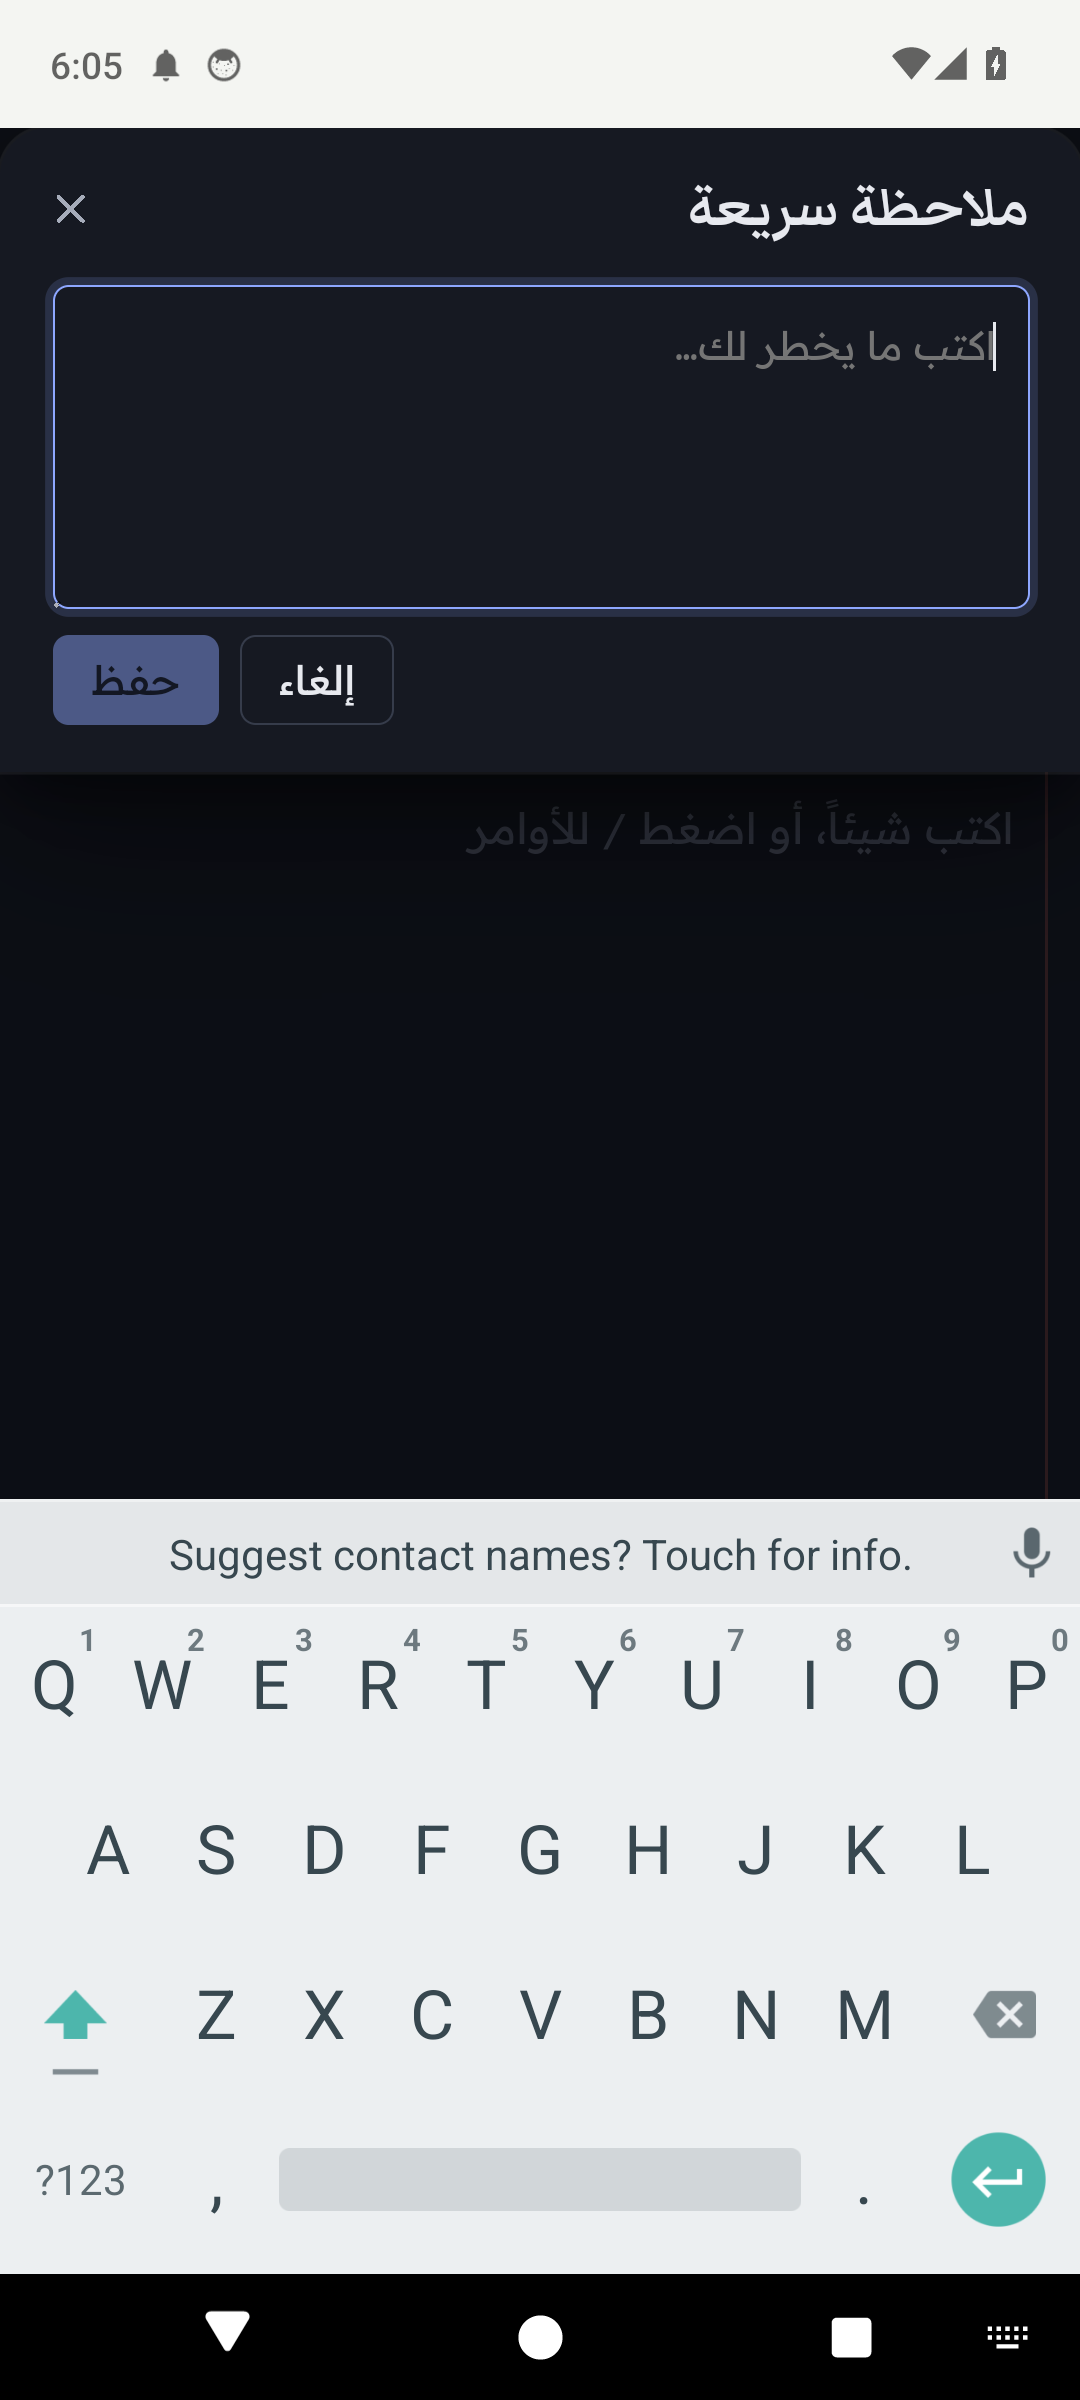 6:05
ملاحظة سريعة
اكتب ما يخطر لك...
إلغاء
حفظ
اكتب شيئاً، أو اضغط / للأوامر
Suggest contact names? Touch for info.
1 2 3 4 5 6 7 8 9 0
Q W E R T Y U I O P
A S D F G H J K L
Z X C V B N M
?123 , .